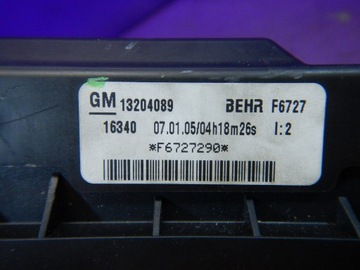 GM 13204089 BEHR F6727
16340 07.01.05/04h18m26s I:2
*F6727290*